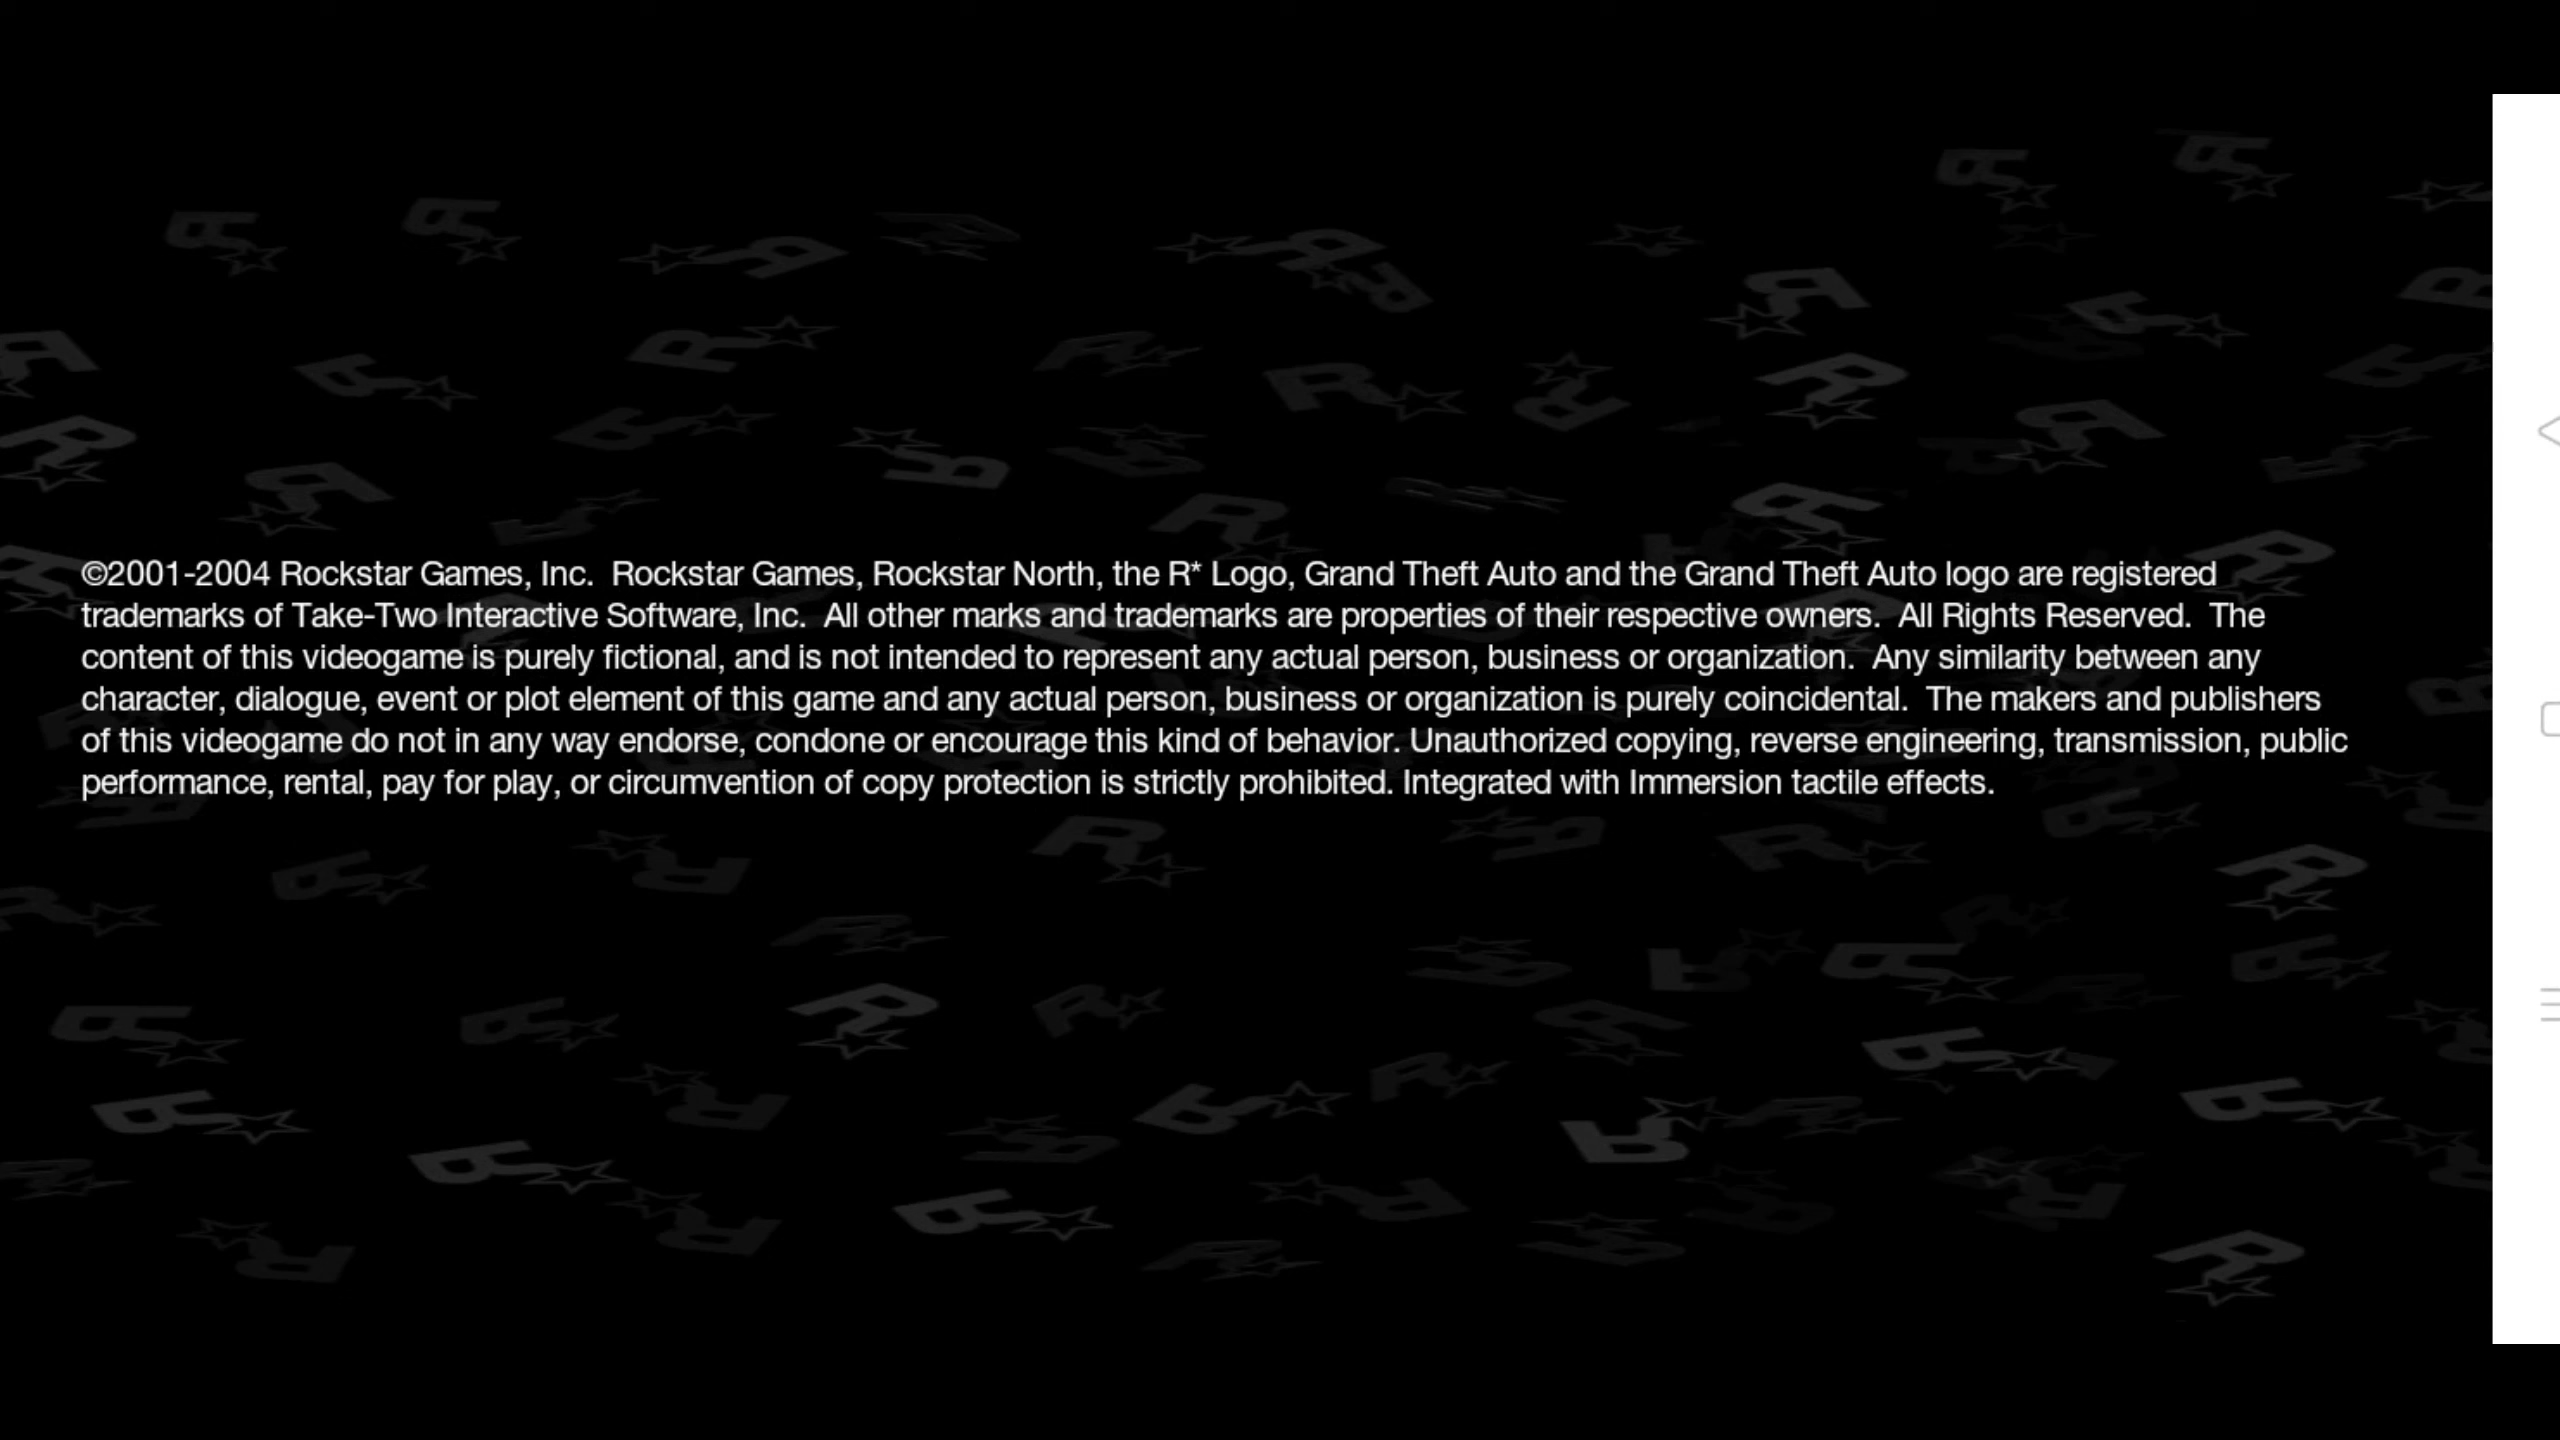 ©2001-2004 Rockstar Games, Inc.  Rockstar Games, Rockstar North, the R* Logo, Grand Theft Auto and the Grand Theft Auto logo are registered
trademarks of Take-Two Interactive Software, Inc.  All other marks and trademarks are properties of their respective owners.  All Rights Reserved.  The
content of this videogame is purely fictional, and is not intended to represent any actual person, business or organization.  Any similarity between any
character, dialogue, event or plot element of this game and any actual person, business or organization is purely coincidental.  The makers and publishers
of this videogame do not in any way endorse, condone or encourage this kind of behavior. Unauthorized copying, reverse engineering, transmission, public
performance, rental, pay for play, or circumvention of copy protection is strictly prohibited. Integrated with Immersion tactile effects.